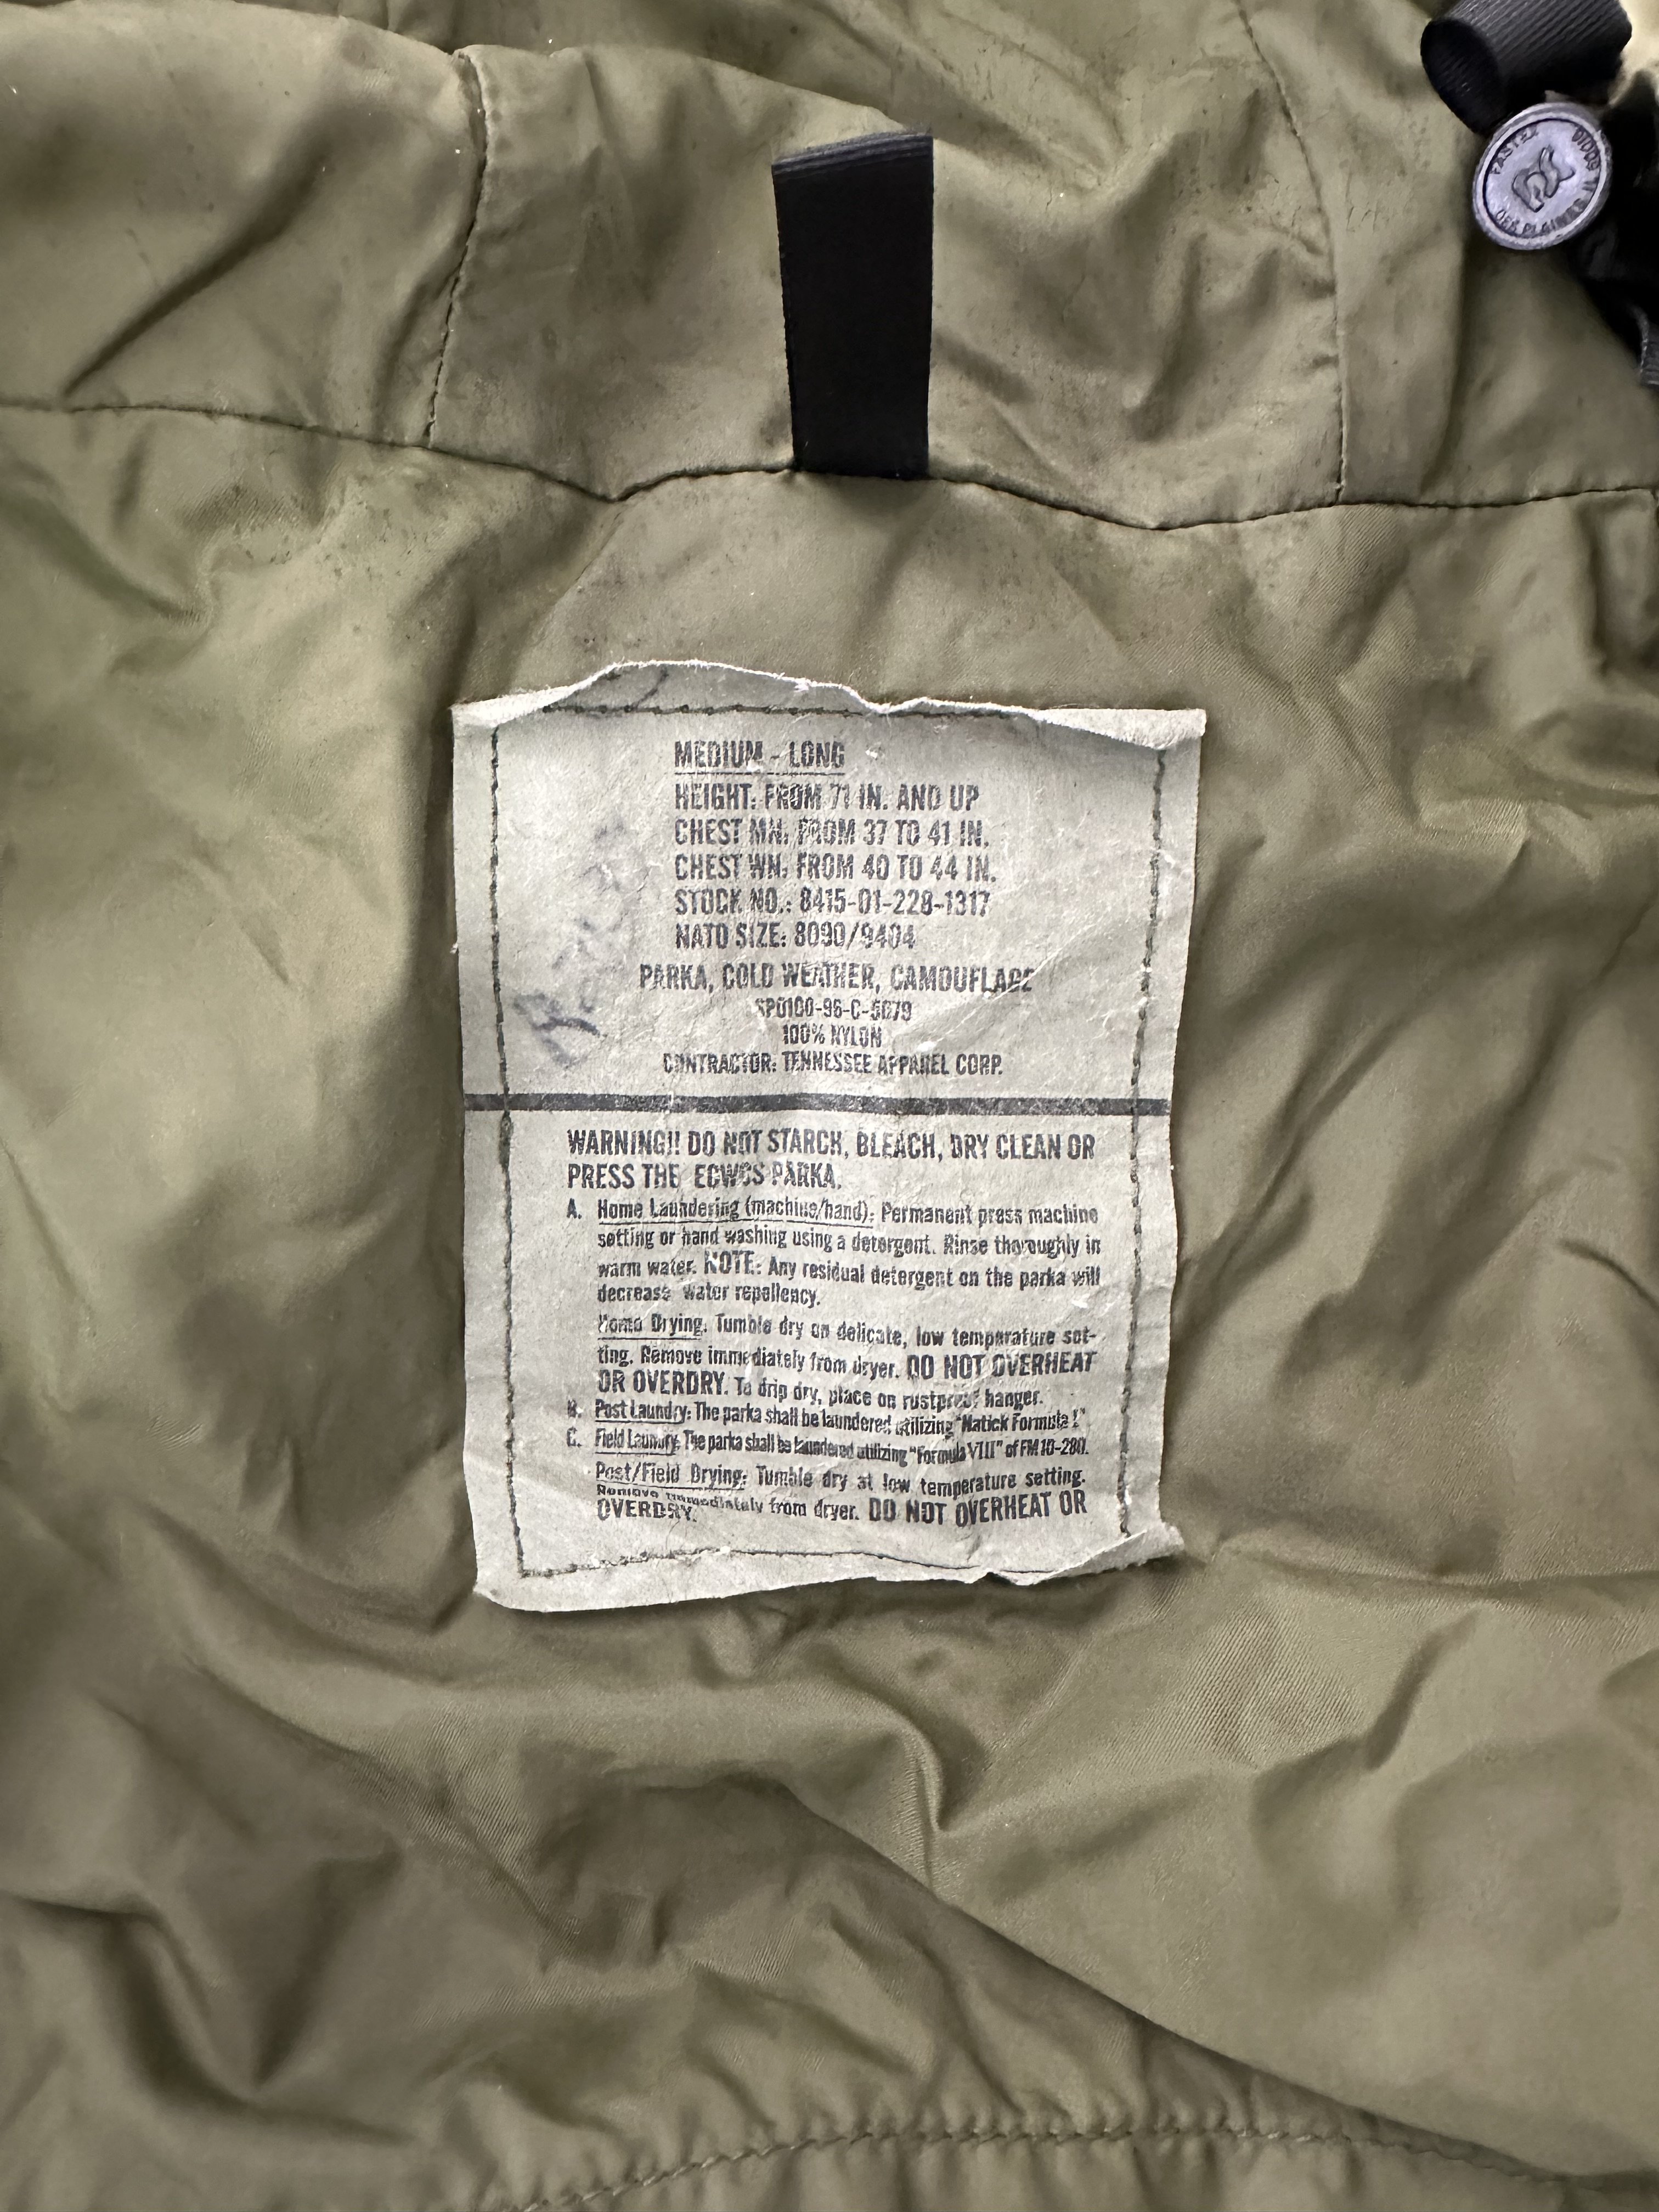 FASTEX
DES PLAINES IL 60016
MEDIUM - LONG
HEIGHT: FROM 71 IN. AND UP
CHEST MN: FROM 37 TO 41 IN.
CHEST WN: FROM 40 TO 44 IN.
STOCK NO.: 8415-01-228-1317
NATO SIZE: 8090/9404
PARKA, COLD WEATHER, CAMOUFLAGE
SP0100-96-C-5079
100% NYLON
CONTRACTOR: TENNESSEE APPAREL CORP.
WARNING!! DO NOT STARCH, BLEACH, DRY CLEAN OR
PRESS THE ECWCS PARKA.
A. Home Laundering (machine/hand): Permanent press machine
setting or hand washing using a detergent. Rinse thoroughly in
warm water. NOTE: Any residual detergent on the parka will
decrease water repellency.
Home Drying: Tumble dry on delicate, low temperature set-
ting. Remove immediately from dryer. DO NOT OVERHEAT
OR OVERDRY. To drip dry, place on rustproof hanger.
B. Post Laundry: The parka shall be laundered utilizing "Natick Formula I".
C. Field Laundry: The parka shall be laundered utilizing "Formula VIII" of FM 10-280.
Post/Field Drying: Tumble dry at low temperature setting.
Remove immediately from dryer. DO NOT OVERHEAT OR
OVERDRY.